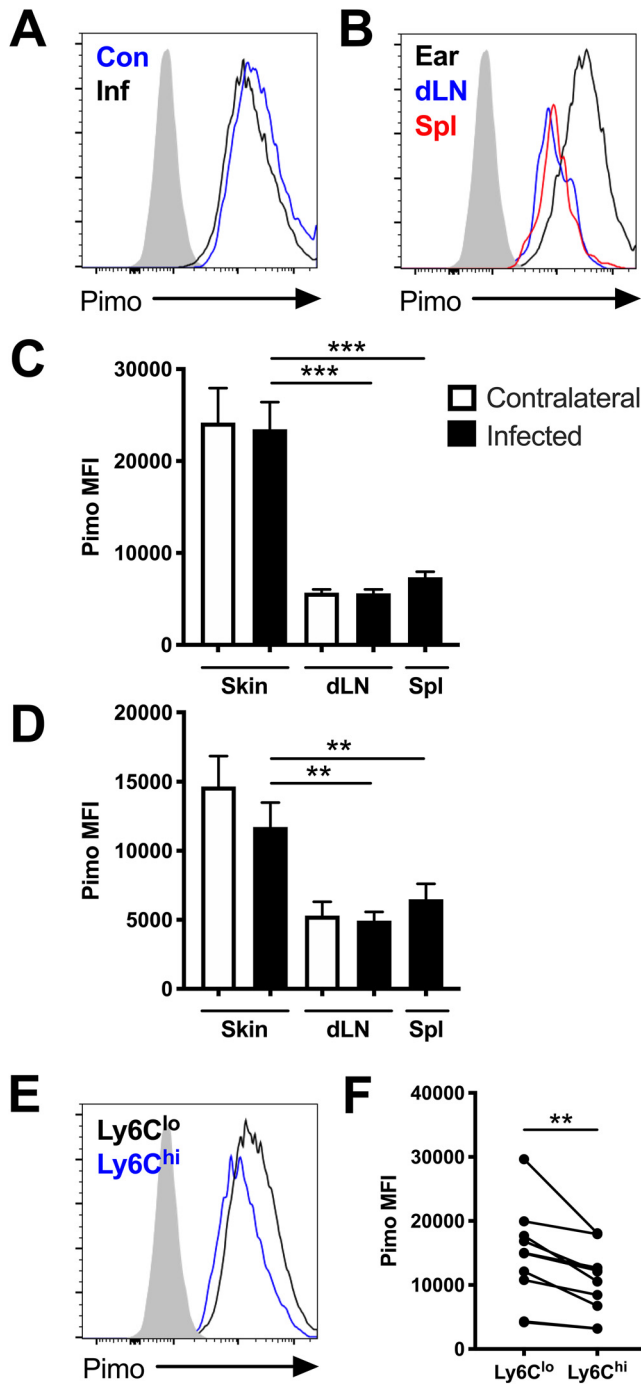 A
Con
Inf
Pimo
B
Ear
dLN
Spl
Pimo
C
***
***
30000
20000
10000
0
Pimo MFI
Contralateral
Infected
Skin dLN Spl
D
**
**
20000
15000
10000
5000
0
Pimo MFI
Skin dLN Spl
E
Ly6Clo
Ly6Chi
Pimo
F
**
40000
30000
20000
10000
0
Pimo MFI
Ly6Clo Ly6Chi